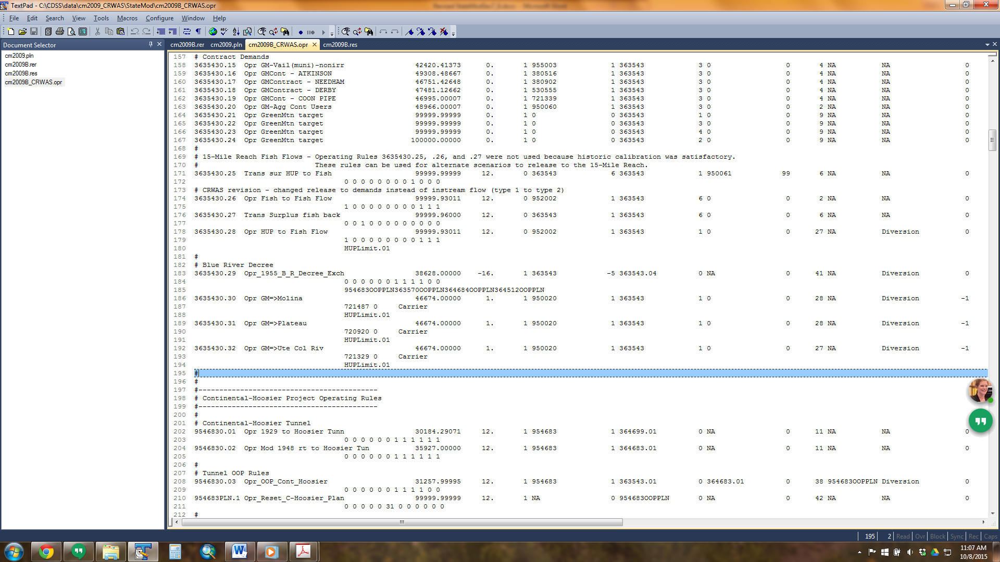 TextPad - C:\CDSS\data\cm2009_CRWAS\StateMod\cm2009B_CRWAS.opr
File Edit Search View Tools Macros Configure Window Help
Document Selector
cm2009.pln
cm2009B.rer
cm2009B.res
cm2009B_CRWAS.opr
cm2009B.rer cm2009.pln cm2009B_CRWAS.opr cm2009B.res
157 # Contract Demands
158 3635430.15 Opr GM-Vail(muni)-nonirr 42420.41373 0. 1 955003 1 363543 3 0 0 4 NA NA 0
159 3635430.16 Opr GMCont - ATKINSON 49308.48667 0. 1 380516 1 363543 3 0 0 4 NA NA 0
160 3635430.17 Opr GMContract - NEEDHAM 46751.42648 0. 1 380902 1 363543 3 0 0 4 NA NA 0
161 3635430.18 Opr GMContract - DERBY 47481.12662 0. 1 530555 1 363543 3 0 0 4 NA NA 0
162 3635430.19 Opr GMCont - COON PIPE 46995.00007 0. 1 721339 1 363543 3 0 0 4 NA NA 0
163 3635430.20 Opr GM-Agg Cont Users 48966.00007 0. 1 950060 1 363543 3 0 0 2 NA NA 0
164 3635430.21 Opr GreenMtn target 99999.99999 0. 1 0 0 363543 1 0 0 9 NA NA 0
165 3635430.22 Opr GreenMtn target 99999.99999 0. 1 0 0 363543 3 0 0 9 NA NA 0
166 3635430.23 Opr GreenMtn target 99999.99999 0. 1 0 0 363543 4 0 0 9 NA NA 0
167 3635430.24 Opr GreenMtn target 100000.00000 0. 1 0 0 363543 2 0 0 9 NA NA 0
168 #
169 # 15-Mile Reach Fish Flows - Operating Rules 3635430.25, .26, and .27 were not used because historic calibration was satisfactory.
170 # These rules can be used for alternate scenarios to release to the 15-Mile Reach.
171 3635430.25 Trans sur HUP to Fish 99999.99999 12. 0 363543 6 363543 1 950061 99 6 NA NA 0
172 0 0 0 0 0 0 0 0 1 0 0 0
173 # CRWAS revision - changed release to demands instead of instream flow (type 1 to type 2)
174 3635430.26 Opr Fish to Fish Flow 99999.93011 12. 0 952002 1 363543 6 0 0 2 NA NA 0
175 1 0 0 0 0 0 0 0 0 1 1 1
176 3635430.27 Trans Surplus fish back 99999.96000 12. 0 363543 1 363543 6 0 0 6 NA NA 0
177 0 0 1 0 0 0 0 0 0 0 0 0
178 3635430.28 Opr HUP to Fish Flow 99999.93011 12. 0 952002 1 363543 1 0 0 27 NA Diversion 0
179 1 0 0 0 0 0 0 0 0 1 1 1
180 HUPLimit.01
181 #
182 # Blue River Decree
183 3635430.29 Opr_1955_B_R_Decree_Exch 38628.00000 -16. 1 363543 -5 363543.04 0 NA 0 41 NA Diversion 0
184 0 0 0 0 0 0 1 1 1 1 0 0
185 954683OOPPLN363570OOPPLN364684OOPPLN364512OOPPLN
186 3635430.30 Opr GM=>Molina 46674.00000 1. 1 950020 1 363543 1 0 0 28 NA Diversion -1
187 721487 0 Carrier
188 HUPLimit.01
189 3635430.31 Opr GM=>Plateau 46674.00000 1. 1 950020 1 363543 1 0 0 28 NA Diversion -1
190 720920 0 Carrier
191 HUPLimit.01
192 3635430.32 Opr GM=>Ute Col Riv 46674.00000 1. 1 950020 1 363543 1 0 0 27 NA Diversion -1
193 721329 0 Carrier
194 HUPLimit.01
195 #
196 #
197 #-------------------------------------------
198 # Continental-Hoosier Project Operating Rules
199 #-------------------------------------------
200 #
201 # Continental-Hoosier Tunnel
202 9546830.01 Opr 1929 to Hoosier Tunn 30184.29071 12. 1 954683 1 364699.01 0 NA 0 11 NA NA 0
203 0 0 0 0 0 0 1 1 1 1 1 1
204 9546830.02 Opr Mod 1948 rt to Hoosier Tun 35927.00000 12. 1 954683 1 364683.01 0 NA 0 11 NA NA 0
205 0 0 0 0 0 0 1 1 1 1 1 1
206 #
207 # Tunnel OOP Rules
208 9546830.03 Opr_OOP_Cont_Hoosier 31257.99995 12. 1 954683 1 363543.01 0 364683.01 0 38 954683OOPPLN Diversion 0
209 0 0 0 0 0 0 1 1 1 1 0 0
210 954683PLN.1 Opr_Reset_C-Hoosier_Plan 99999.99999 12. 1 NA 0 954683OOPPLN 0 NA 0 42 NA NA 0
211 0 0 0 0 0 31 0 0 0 0 0 0
212 #
195 2 Read Ovr Block Sync Rec Caps
11:07 AM
10/8/2015